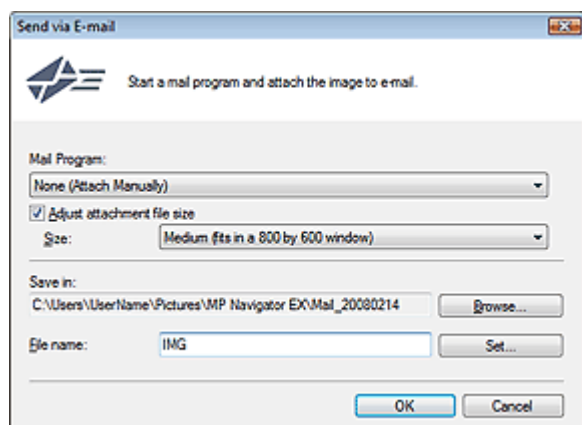 Send via E-mail
Start a mail program and attach the image to e-mail.
Mail Program:
None (Attach Manually)
Adjust attachment file size
Size: Medium (fits in a 800 by 600 window)
Save in:
C:\Users\UserName\Pictures\MP Navigator EX\Mail_20080214 Browse...
File name: IMG Set...
OK Cancel